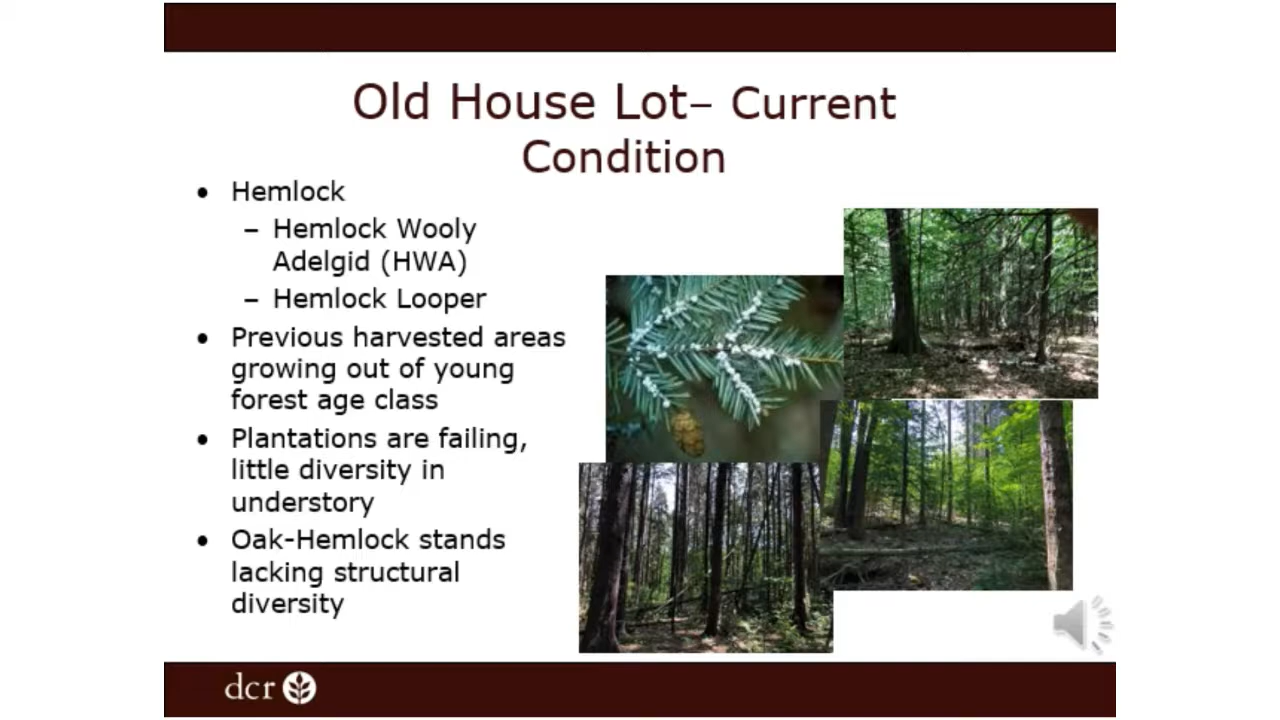 Old House Lot– Current
Condition
• Hemlock
– Hemlock Wooly
Adelgid (HWA)
– Hemlock Looper
• Previous harvested areas
growing out of young
forest age class
• Plantations are failing,
little diversity in
understory
• Oak-Hemlock stands
lacking structural
diversity
dcr